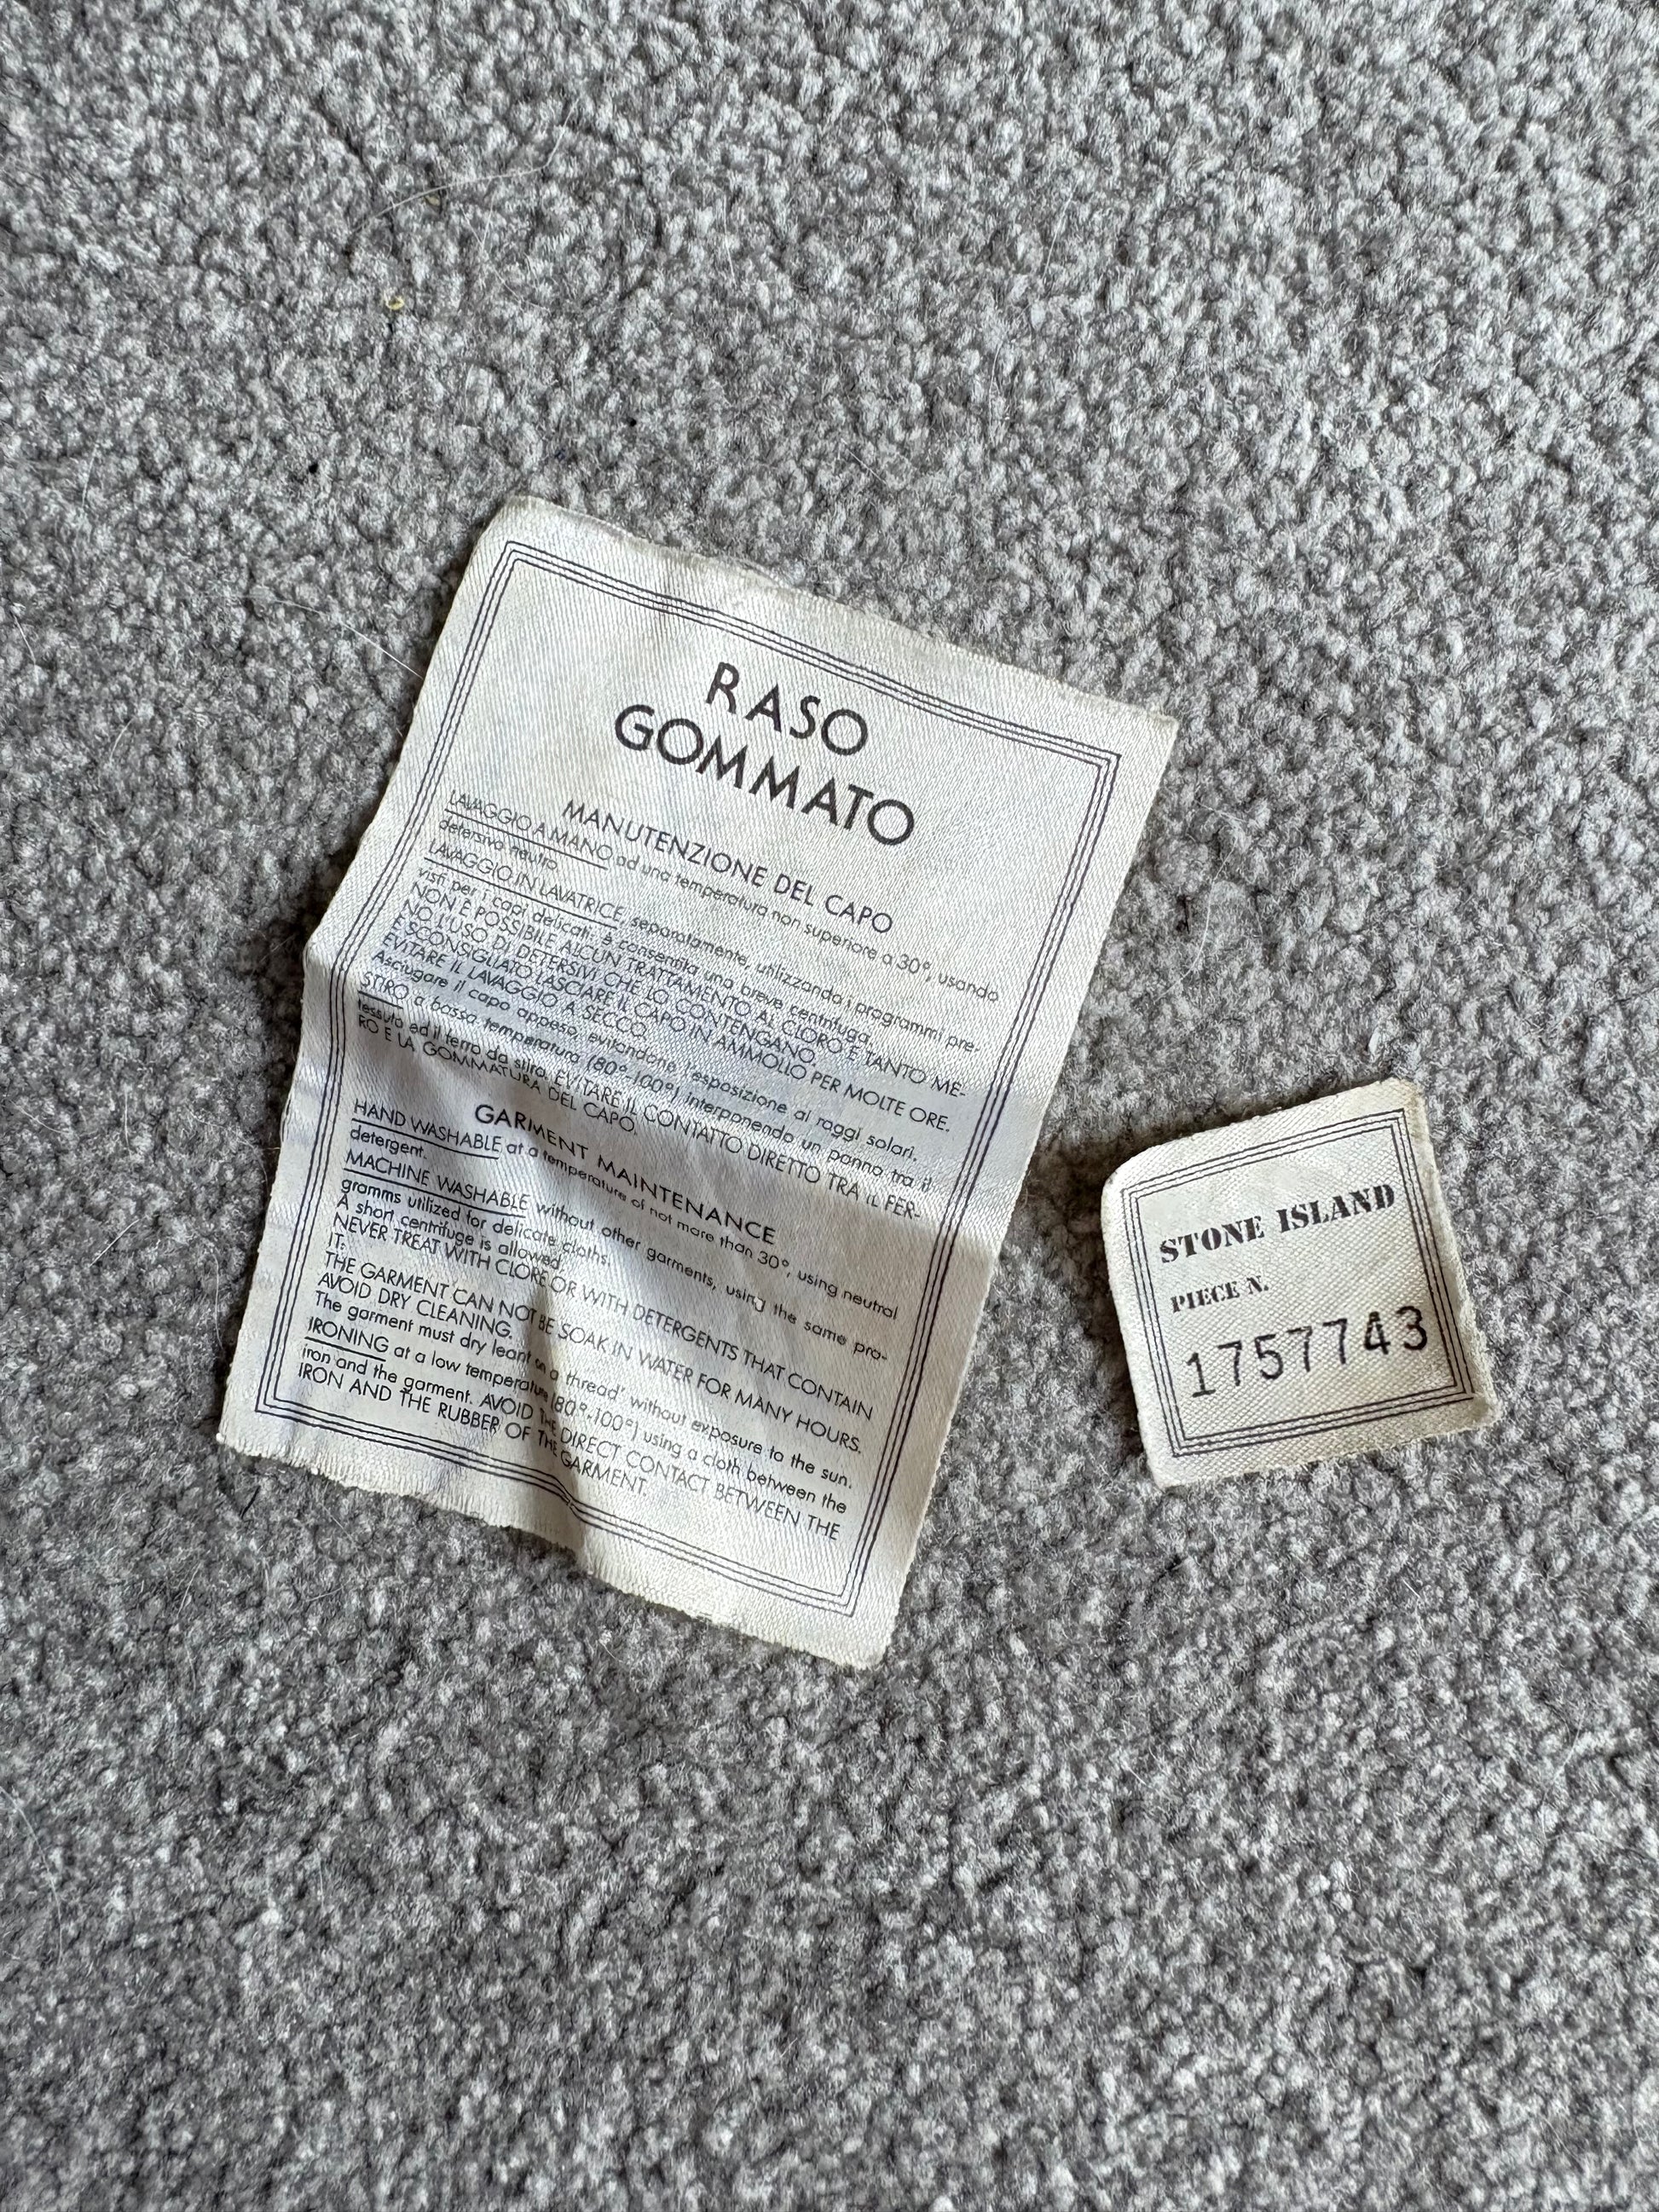 RASO
GOMMATO
MANUTENZIONE DEL CAPO
LAVAGGIO A MANO ad una temperatura non superiore a 30°, usando
detersivo neutro
LAVAGGIO IN LAVATRICE, separatamente, utilizzando i programmi pre-
visti per i capi delicati, è consentita una breve centrifuga.
NON È POSSIBILE ALCUN TRATTAMENTO AL CLORO E TANTO ME-
NO L'USO DI DETERSIVI CHE LO CONTENGANO.
È SCONSIGLIATO LASCIARE IL CAPO IN AMMOLLO PER MOLTE ORE.
EVITARE IL LAVAGGIO A SECCO.
Asciugare il capo appeso, evitandone l'esposizione ai raggi solari.
STIRO a bassa temperatura (80°-100°) interponendo un panno tra il
tessuto ed il ferro da stiro. EVITARE IL CONTATTO DIRETTO TRA IL FER-
RO E LA GOMMATURA DEL CAPO.
GARMENT MAINTENANCE
HAND WASHABLE at a temperature of not more than 30°, using neutral
detergent.
MACHINE WASHABLE without other garments, using the same pro-
gramms utilized for delicate cloths.
A short centrifuge is allowed.
NEVER TREAT WITH CLORE OR WITH DETERGENTS THAT CONTAIN
IT.
THE GARMENT CAN NOT BE SOAK IN WATER FOR MANY HOURS.
AVOID DRY CLEANING.
The garment must dry leant on a thread' without exposure to the sun.
IRONING at a low temperature (80°-100°) using a cloth between the
iron and the garment. AVOID THE DIRECT CONTACT BETWEEN THE
IRON AND THE RUBBER OF THE GARMENT.
STONE ISLAND
PIECE N.
1757743